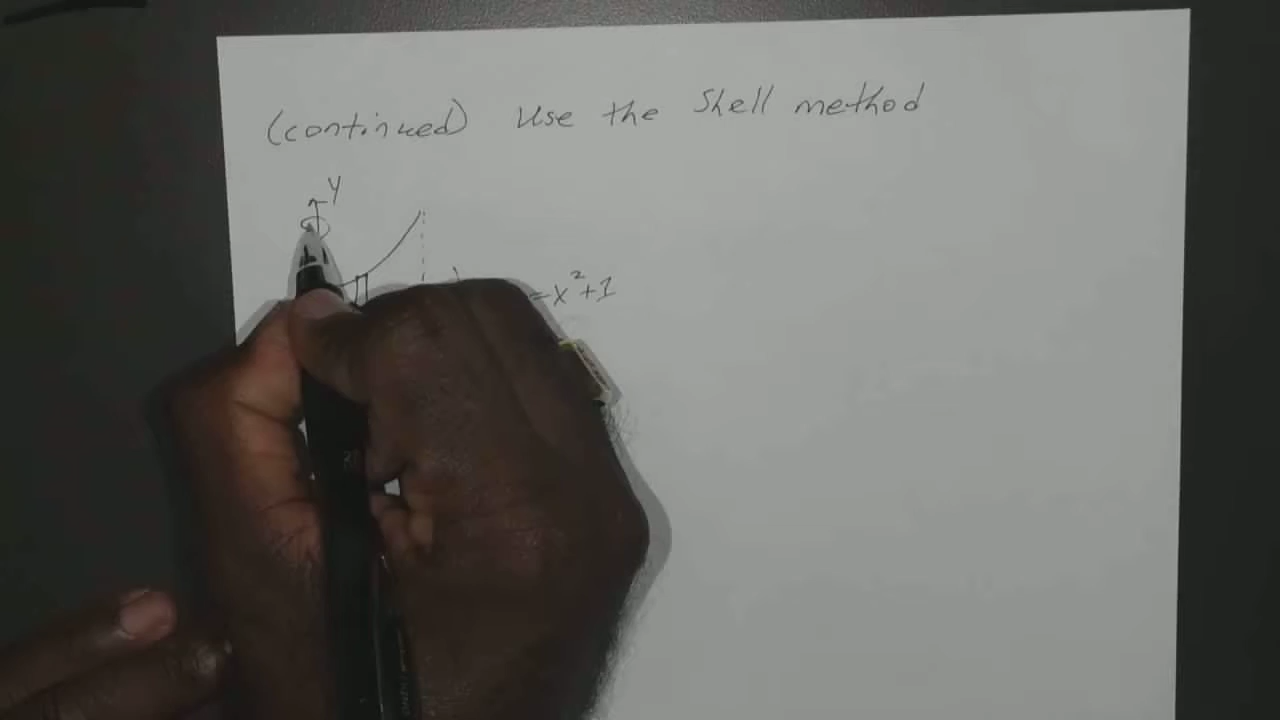 (continued) Use the Shell method
y
=x²+1